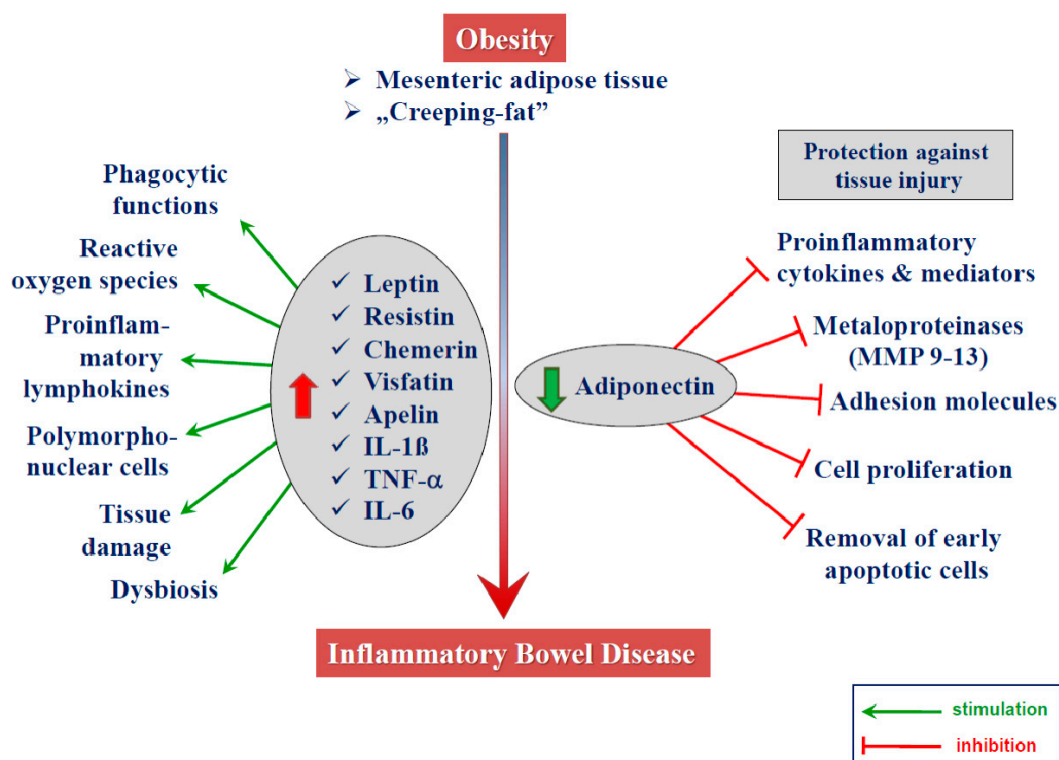 Obesity
➢ Mesenteric adipose tissue
➢ „Creeping-fat”
Phagocytic
functions
Reactive
oxygen species
Proinflam-
matory
lymphokines
Polymorpho-
nuclear cells
Tissue
damage
Dysbiosis
✓ Leptin
✓ Resistin
✓ Chemerin
✓ Visfatin
✓ Apelin
✓ IL-1ß
✓ TNF-α
✓ IL-6
Adiponectin
Protection against
tissue injury
Proinflammatory
cytokines & mediators
Metaloproteinases
(MMP 9-13)
Adhesion molecules
Cell proliferation
Removal of early
apoptotic cells
Inflammatory Bowel Disease
stimulation
inhibition